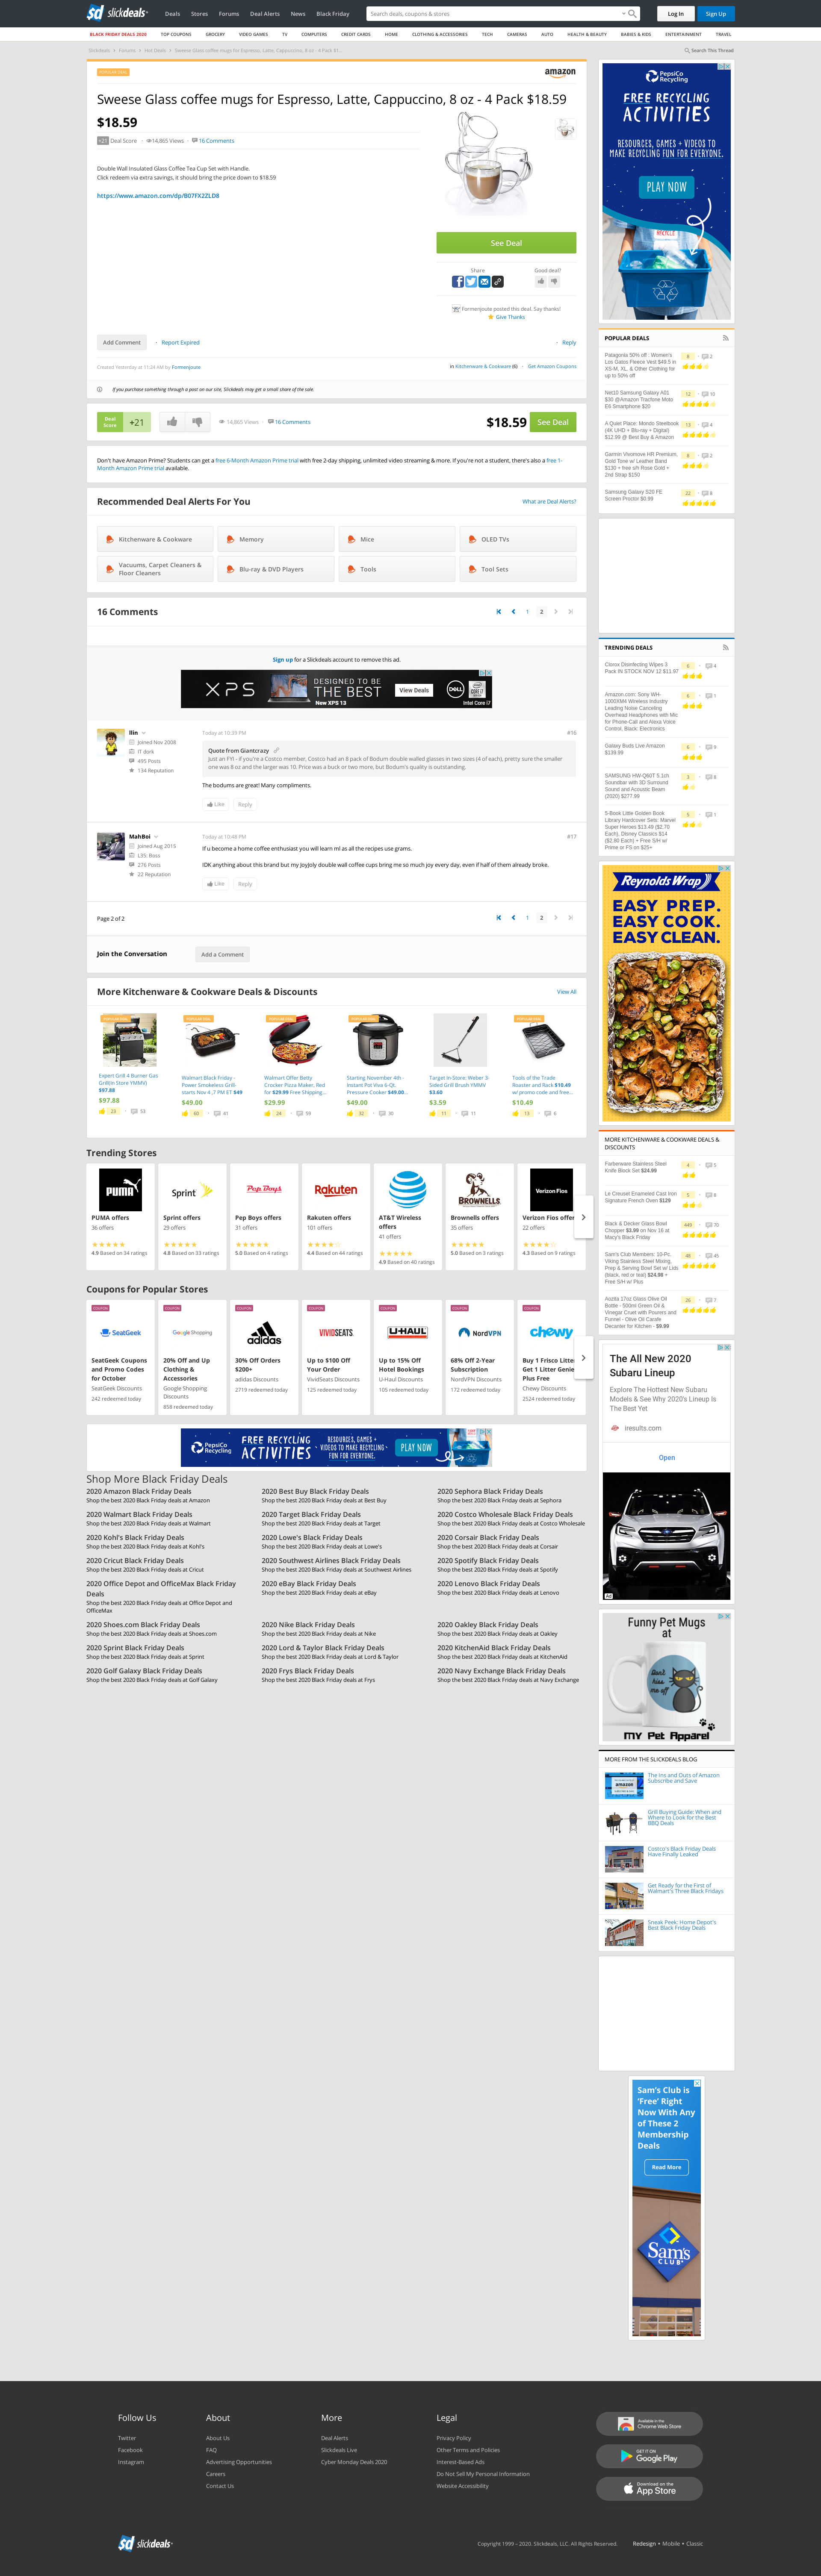 slickdeals
Deals Stores Forums Deal Alerts News Black Friday
Search deals, coupons & stores
Log In Sign Up
BLACK FRIDAY DEALS 2020 TOP COUPONS GROCERY VIDEO GAMES TV COMPUTERS CREDIT CARDS HOME CLOTHING & ACCESSORIES TECH CAMERAS AUTO HEALTH & BEAUTY BABIES & KIDS ENTERTAINMENT TRAVEL
Slickdeals Forums Hot Deals Sweese Glass coffee mugs for Espresso, Latte, Cappuccino, 8 oz - 4 Pack $1...
Search This Thread
POPULAR DEAL
amazon
Sweese Glass coffee mugs for Espresso, Latte, Cappuccino, 8 oz - 4 Pack $18.59
$18.59
+21 Deal Score 14,865 Views 16 Comments
Double Wall Insulated Glass Coffee Tea Cup Set with Handle.
Click redeem via extra savings, it should bring the price down to $18.59
https://www.amazon.com/dp/B07FX2ZLD8
See Deal
Share Good deal?
Formenjoute posted this deal. Say thanks!
Give Thanks
Add Comment Report Expired Reply
Created Yesterday at 11:24 AM by Formenjoute
in Kitchenware & Cookware (6) Get Amazon Coupons
If you purchase something through a post on our site, Slickdeals may get a small share of the sale.
Deal Score +21 14,865 Views 16 Comments $18.59 See Deal
Don't have Amazon Prime? Students can get a free 6-Month Amazon Prime trial with free 2-day shipping, unlimited video streaming & more. If you're not a student, there's also a free 1-
Month Amazon Prime trial available.
Recommended Deal Alerts For You What are Deal Alerts?
Kitchenware & Cookware Memory Mice OLED TVs
Vacuums, Carpet Cleaners & Floor Cleaners Blu-ray & DVD Players Tools Tool Sets
16 Comments 1 2
Sign up for a Slickdeals account to remove this ad.
XPS DESIGNED TO BE THE BEST New XPS 13 View Deals DELL Intel Core i7
llin
Joined Nov 2008
IT dork
495 Posts
134 Reputation
Today at 10:39 PM #16
Quote from Giantcrazy
Just an FYI - if you're a Costco member, Costco had an 8 pack of Bodum double walled glasses in two sizes (4 of each), pretty sure the smaller
one was 8 oz and the larger was 10. Price was a buck or two more, but Bodum's quality is outstanding.
The bodums are great! Many compliments.
Like Reply
MahBoi
Joined Aug 2015
L35: Boss
276 Posts
22 Reputation
Today at 10:48 PM #17
If u become a home coffee enthusiast you will learn ml as all the recipes use grams.
IDK anything about this brand but my JoyJoly double wall coffee cups bring me so much joy every day, even if half of them already broke.
Like Reply
Page 2 of 2 1 2
Join the Conversation Add a Comment
More Kitchenware & Cookware Deals & Discounts View All
Expert Grill 4 Burner Gas Grill(In Store YMMV) $97.88
$97.88
23 53
Walmart Black Friday - Power Smokeless Grill- starts Nov 4 ,7 PM ET $49
$49.00
60 41
Walmart Offer Betty Crocker Pizza Maker, Red for $29.99 Free Shipping...
$29.99
24 59
Starting November 4th - Instant Pot Viva 6-Qt. Pressure Cooker $49.00...
$49.00
32 30
Target In-Store: Weber 3-Sided Grill Brush YMMV $3.60
$3.59
11 11
Tools of the Trade Roaster and Rack $10.49 w/ promo code and free...
$10.49
13 6
Trending Stores
PUMA offers
36 offers
4.9 Based on 34 ratings
Sprint offers
29 offers
4.8 Based on 33 ratings
Pep Boys offers
31 offers
5.0 Based on 4 ratings
Rakuten offers
101 offers
4.4 Based on 44 ratings
AT&T Wireless offers
41 offers
4.9 Based on 40 ratings
Brownells offers
35 offers
5.0 Based on 3 ratings
Verizon Fios offer
22 offers
4.3 Based on 9 ratings
Coupons for Popular Stores
SeatGeek Coupons and Promo Codes for October
SeatGeek Discounts
242 redeemed today
20% Off and Up Clothing & Accessories
Google Shopping Discounts
858 redeemed today
30% Off Orders $200+
adidas Discounts
2719 redeemed today
Up to $100 Off Your Order
VividSeats Discounts
125 redeemed today
Up to 15% Off Hotel Bookings
U-Haul Discounts
105 redeemed today
68% Off 2-Year Subscription
NordVPN Discounts
172 redeemed today
Buy 1 Frisco Litter Get 1 Litter Genie Plus Free
Chewy Discounts
2524 redeemed today
PepsiCo Recycling FREE RECYCLING ACTIVITIES RESOURCES, GAMES + VIDEOS TO MAKE RECYCLING FUN FOR EVERYONE! PLAY NOW
Shop More Black Friday Deals
2020 Amazon Black Friday Deals
Shop the best 2020 Black Friday deals at Amazon
2020 Best Buy Black Friday Deals
Shop the best 2020 Black Friday deals at Best Buy
2020 Sephora Black Friday Deals
Shop the best 2020 Black Friday deals at Sephora
2020 Walmart Black Friday Deals
Shop the best 2020 Black Friday deals at Walmart
2020 Target Black Friday Deals
Shop the best 2020 Black Friday deals at Target
2020 Costco Wholesale Black Friday Deals
Shop the best 2020 Black Friday deals at Costco Wholesale
2020 Kohl's Black Friday Deals
Shop the best 2020 Black Friday deals at Kohl's
2020 Lowe's Black Friday Deals
Shop the best 2020 Black Friday deals at Lowe's
2020 Corsair Black Friday Deals
Shop the best 2020 Black Friday deals at Corsair
2020 Cricut Black Friday Deals
Shop the best 2020 Black Friday deals at Cricut
2020 Southwest Airlines Black Friday Deals
Shop the best 2020 Black Friday deals at Southwest Airlines
2020 Spotify Black Friday Deals
Shop the best 2020 Black Friday deals at Spotify
2020 Office Depot and OfficeMax Black Friday Deals
Shop the best 2020 Black Friday deals at Office Depot and OfficeMax
2020 eBay Black Friday Deals
Shop the best 2020 Black Friday deals at eBay
2020 Lenovo Black Friday Deals
Shop the best 2020 Black Friday deals at Lenovo
2020 Shoes.com Black Friday Deals
Shop the best 2020 Black Friday deals at Shoes.com
2020 Nike Black Friday Deals
Shop the best 2020 Black Friday deals at Nike
2020 Oakley Black Friday Deals
Shop the best 2020 Black Friday deals at Oakley
2020 Sprint Black Friday Deals
Shop the best 2020 Black Friday deals at Sprint
2020 Lord & Taylor Black Friday Deals
Shop the best 2020 Black Friday deals at Lord & Taylor
2020 KitchenAid Black Friday Deals
Shop the best 2020 Black Friday deals at KitchenAid
2020 Golf Galaxy Black Friday Deals
Shop the best 2020 Black Friday deals at Golf Galaxy
2020 Frys Black Friday Deals
Shop the best 2020 Black Friday deals at Frys
2020 Navy Exchange Black Friday Deals
Shop the best 2020 Black Friday deals at Navy Exchange
PepsiCo Recycling
FREE RECYCLING ACTIVITIES
RESOURCES, GAMES + VIDEOS TO MAKE RECYCLING FUN FOR EVERYONE!
PLAY NOW
POPULAR DEALS
Patagonia 50% off : Women's Los Gatos Fleece Vest $49.5 in XS-M, XL. & Other Clothing for up to 50% off 8 2
Net10 Samsung Galaxy A01 $30 @Amazon Tracfone Moto E6 Smartphone $20 12 10
A Quiet Place; Mondo Steelbook (4K UHD + Blu-ray + Digital) $12.99 @ Best Buy & Amazon 13 4
Garmin Vivomove HR Premium, Gold Tone w/ Leather Band $130 + free s/h Rose Gold + 2nd Strap $150 8 2
Samsung Galaxy S20 FE Screen Proctor $0.98 22 8
TRENDING DEALS
Clorox Disinfecting Wipes 3 Pack IN STOCK NOV 12 $11.97 6 4
Amazon.com: Sony WH-1000XM4 Wireless Industry Leading Noise Canceling Overhead Headphones with Mic for Phone-Call and Alexa Voice Control, Black: Electronics 6 1
Galaxy Buds Live Amazon $139.99 6 9
SAMSUNG HW-Q60T 5.1ch Soundbar with 3D Surround Sound and Acoustic Beam (2020) $277.99 3 6
5-Book Little Golden Book Library Hardcover Sets: Marvel Super Heroes $13.49 ($2.70 Each), Disney Classics $14 ($2.80 Each) + Free S/H w/ Prime or FS on $25+ 5 1
Reynolds Wrap
EASY PREP. EASY COOK. EASY CLEAN.
MORE KITCHENWARE & COOKWARE DEALS & DISCOUNTS
Farberware Stainless Steel Knife Block Set $24.99 4 5
Le Creuset Enameled Cast Iron Signature French Oven $129 5 8
Black & Decker Glass Bowl Chopper $3.99 on Nov 16 at Macy's Black Friday 449 70
Sam's Club Members: 10-Pc. Viking Stainless Steel Mixing, Prep & Serving Bowl Set w/ Lids (black, red or teal) $24.98 + Free S/H w/ Plus 48 45
Aozita 17oz Glass Olive Oil Bottle - 500ml Green Oil & Vinegar Cruet with Pourers and Funnel - Olive Oil Carafe Decanter for Kitchen - $9.99 26 7
The All New 2020 Subaru Lineup
Explore The Hottest New Subaru Models & See Why 2020's Lineup Is The Best Yet
iresults.com
Open
Ad
Funny Pet Mugs at
Don't kiss me off
My Pet Apparel
MORE FROM THE SLICKDEALS BLOG
The Ins and Outs of Amazon Subscribe and Save
Grill Buying Guide: When and Where to Look for the Best BBQ Deals
Costco's Black Friday Deals Have Finally Leaked
Get Ready for the First of Walmart's Three Black Fridays
Sneak Peek: Home Depot's Best Black Friday Deals
Sam's Club is 'Free' Right Now With Any of These 2 Membership Deals
Read More
Sam's CLUB
Follow Us
Twitter
Facebook
Instagram
About
About Us
FAQ
Advertising Opportunities
Careers
Contact Us
More
Deal Alerts
Slickdeals Live
Cyber Monday Deals 2020
Legal
Privacy Policy
Other Terms and Policies
Interest-Based Ads
Do Not Sell My Personal Information
Website Accessibility
Available in the Chrome Web Store
GET IT ON Google Play
Download on the App Store
slickdeals
Copyright 1999 - 2020. Slickdeals, LLC. All Rights Reserved. Redesign • Mobile • Classic